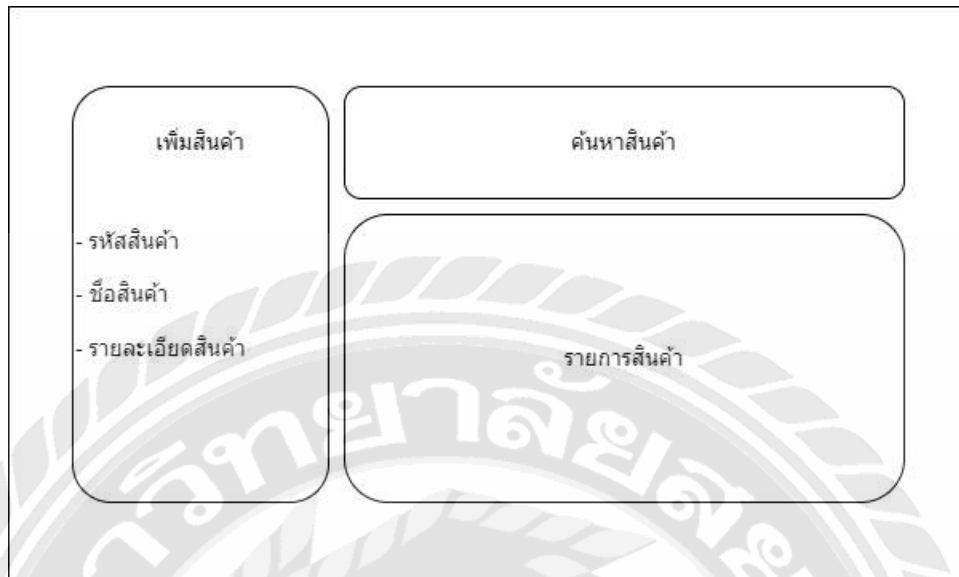 เพิ่มสินค้า
- รหัสสินค้า
- ชื่อสินค้า
- รายละเอียดสินค้า
ค้นหาสินค้า
รายการสินค้า